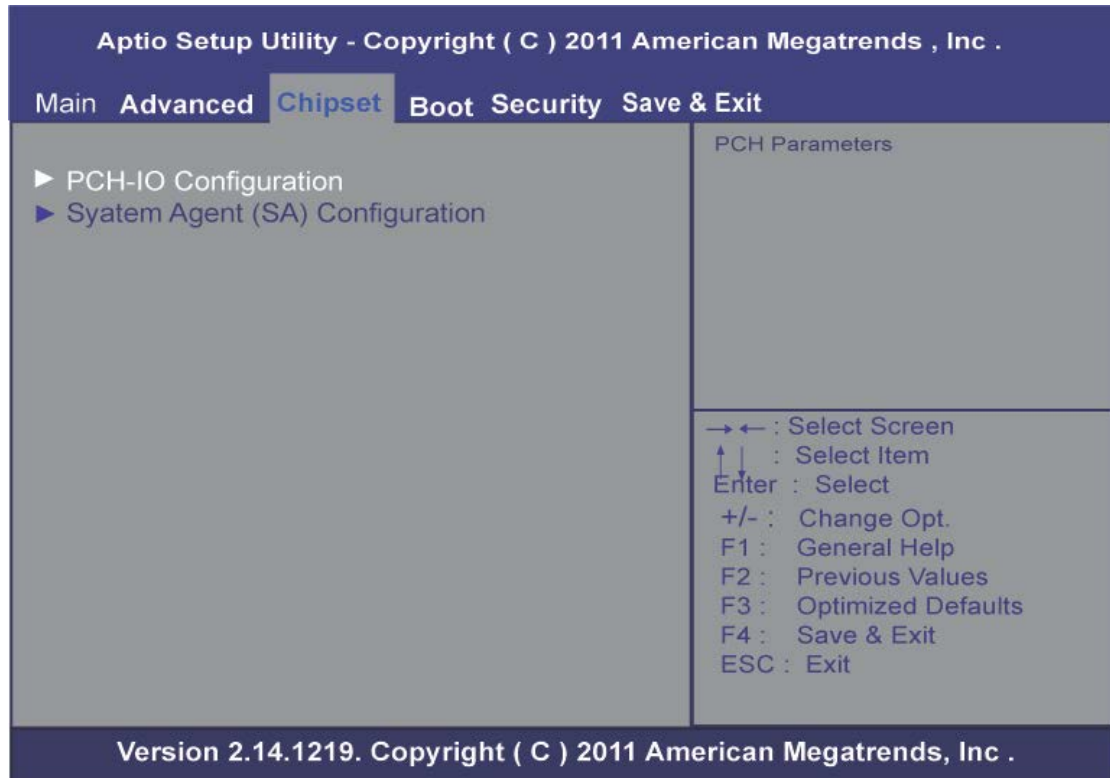 Aptio Setup Utility - Copyright ( C ) 2011 American Megatrends , Inc .
Main Advanced Chipset Boot Security Save & Exit
► PCH-IO Configuration
► Syatem Agent (SA) Configuration
PCH Parameters
→ ← : Select Screen
↑ ↓ : Select Item
Enter : Select
+/- : Change Opt.
F1 : General Help
F2 : Previous Values
F3 : Optimized Defaults
F4 : Save & Exit
ESC : Exit
Version 2.14.1219. Copyright ( C ) 2011 American Megatrends, Inc .